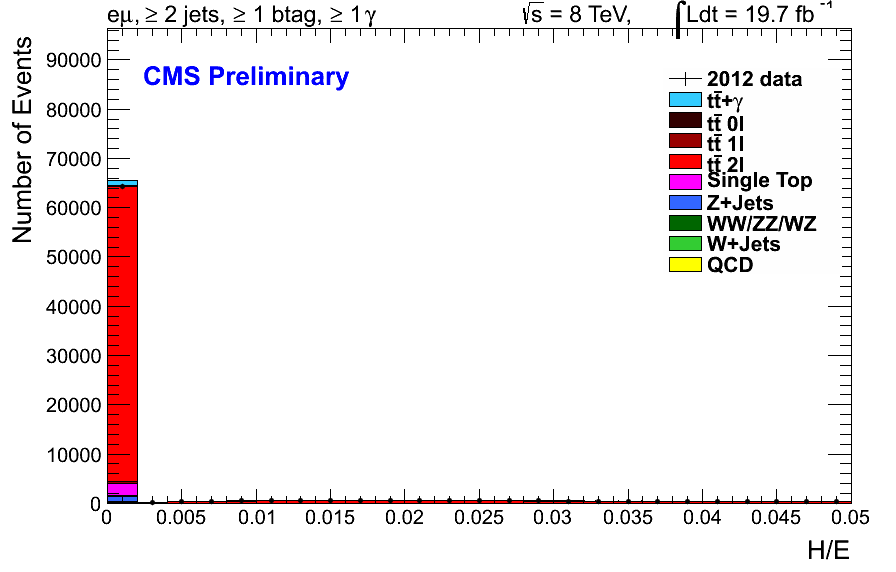 eμ, ≥ 2 jets, ≥ 1 btag, ≥ 1 γ
√s = 8 TeV, ∫Ldt = 19.7 fb⁻¹
CMS Preliminary
Number of Events
90000
80000
70000
60000
50000
40000
30000
20000
10000
0
2012 data
tt̄+γ
tt̄ 0l
tt̄ 1l
tt̄ 2l
Single Top
Z+Jets
WW/ZZ/WZ
W+Jets
QCD
0 0.005 0.01 0.015 0.02 0.025 0.03 0.035 0.04 0.045 0.05
H/E